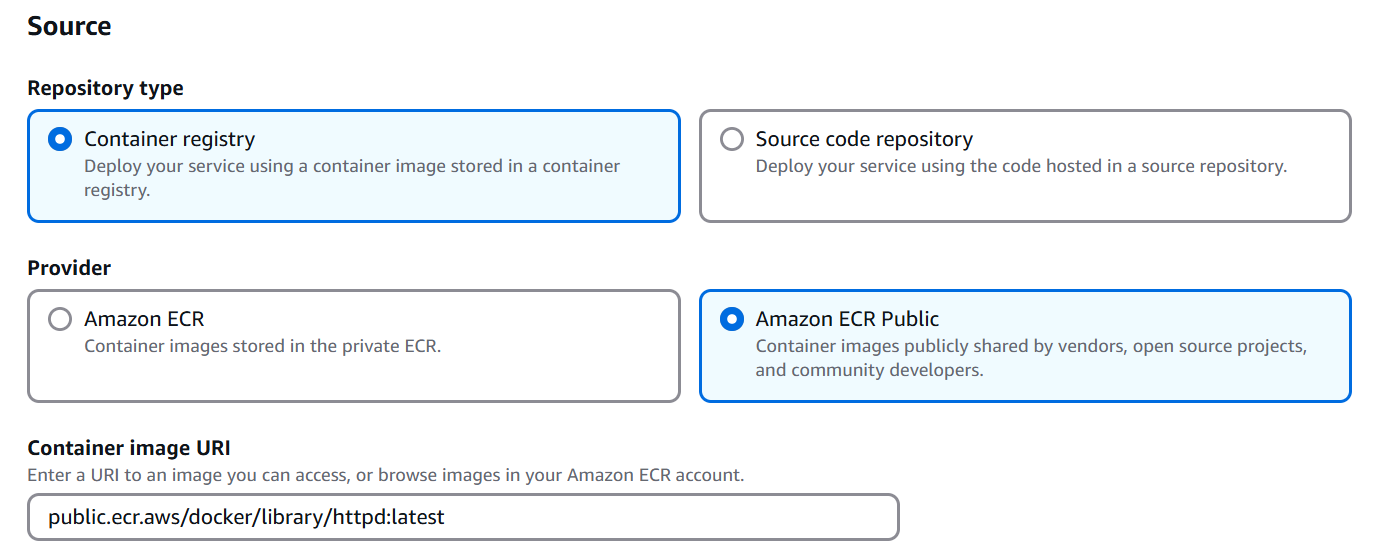 Source
Repository type
Container registry
Deploy your service using a container image stored in a container
registry.
Source code repository
Deploy your service using the code hosted in a source repository.
Provider
Amazon ECR
Container images stored in the private ECR.
Amazon ECR Public
Container images publicly shared by vendors, open source projects,
and community developers.
Container image URI
Enter a URI to an image you can access, or browse images in your Amazon ECR account.
public.ecr.aws/docker/library/httpd:latest